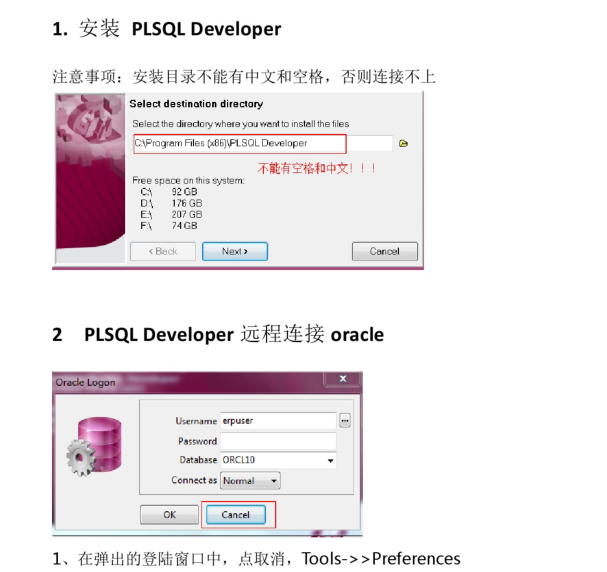 1. 安装 PLSQL Developer
注意事项：安装目录不能有中文和空格，否则连接不上
Select destination directory
Select the directory where you want to install the files
C:\Program Files (x86)\PLSQL Developer
不能有空格和中文！！！
Free space on this system:
C:\ 92 GB
D:\ 176 GB
E:\ 207 GB
F:\ 74 GB
< Back Next > Cancel
2 PLSQL Developer 远程连接 oracle
Oracle Logon x
Username erpuser ...
Password
Database ORCL10
Connect as Normal
OK Cancel
1、在弹出的登陆窗口中，点取消，Tools->>Preferences